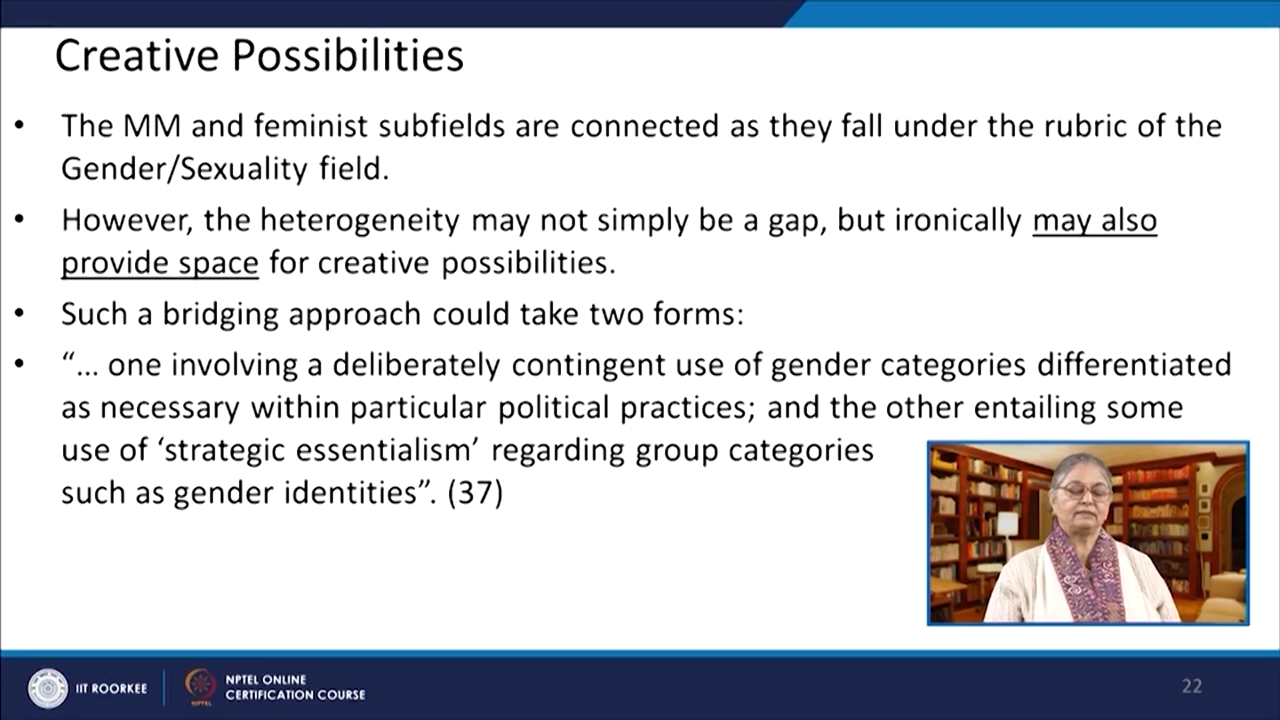 Creative Possibilities
• The MM and feminist subfields are connected as they fall under the rubric of the
Gender/Sexuality field.
• However, the heterogeneity may not simply be a gap, but ironically may also
provide space for creative possibilities.
• Such a bridging approach could take two forms:
• “... one involving a deliberately contingent use of gender categories differentiated
as necessary within particular political practices; and the other entailing some
use of ‘strategic essentialism’ regarding group categories
such as gender identities”. (37)
IIT ROORKEE
NPTEL
NPTEL ONLINE
CERTIFICATION COURSE
22